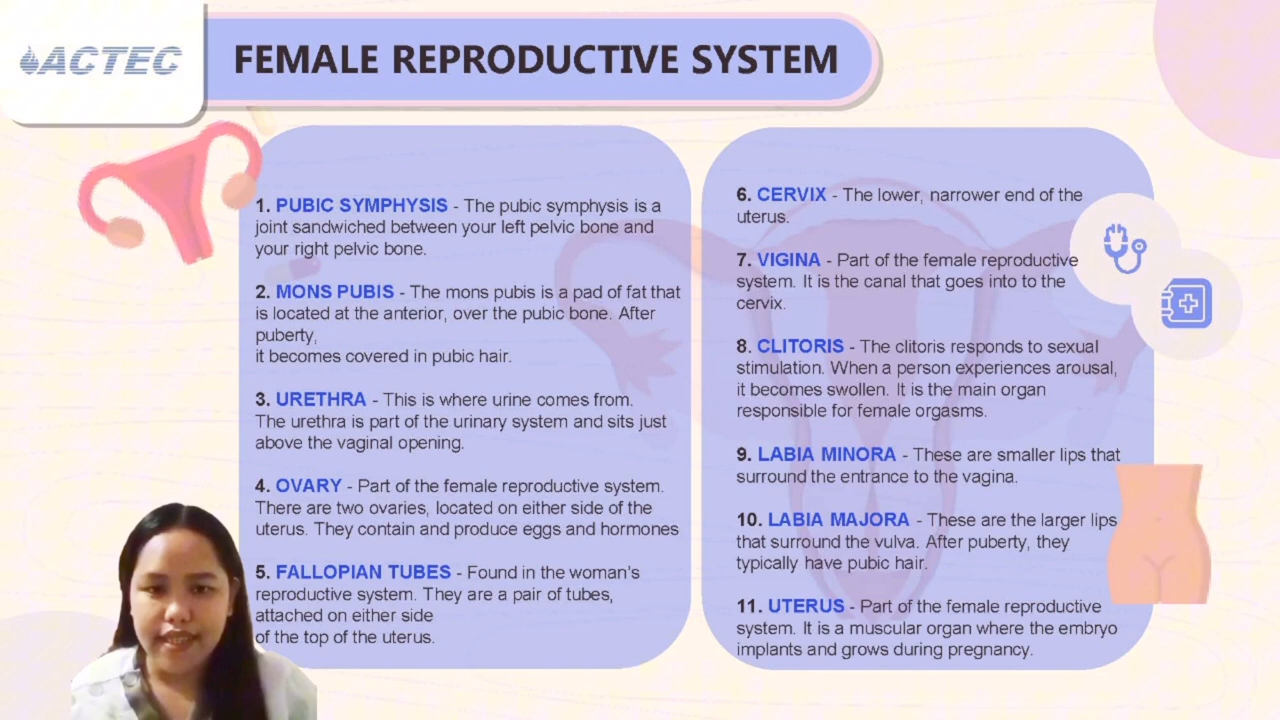 ACTEC
FEMALE REPRODUCTIVE SYSTEM
1. PUBIC SYMPHYSIS - The pubic symphysis is a
joint sandwiched between your left pelvic bone and
your right pelvic bone.
2. MONS PUBIS - The mons pubis is a pad of fat that
is located at the anterior, over the pubic bone. After
puberty,
it becomes covered in pubic hair.
3. URETHRA - This is where urine comes from.
The urethra is part of the urinary system and sits just
above the vaginal opening.
4. OVARY - Part of the female reproductive system.
There are two ovaries, located on either side of the
uterus. They contain and produce eggs and hormones
5. FALLOPIAN TUBES - Found in the woman's
reproductive system. They are a pair of tubes,
attached on either side
of the top of the uterus.
6. CERVIX - The lower, narrower end of the
uterus.
7. VIGINA - Part of the female reproductive
system. It is the canal that goes into to the
cervix.
8. CLITORIS - The clitoris responds to sexual
stimulation. When a person experiences arousal,
it becomes swollen. It is the main organ
responsible for female orgasms.
9. LABIA MINORA - These are smaller lips that
surround the entrance to the vagina.
10. LABIA MAJORA - These are the larger lips
that surround the vulva. After puberty, they
typically have pubic hair.
11. UTERUS - Part of the female reproductive
system. It is a muscular organ where the embryo
implants and grows during pregnancy.